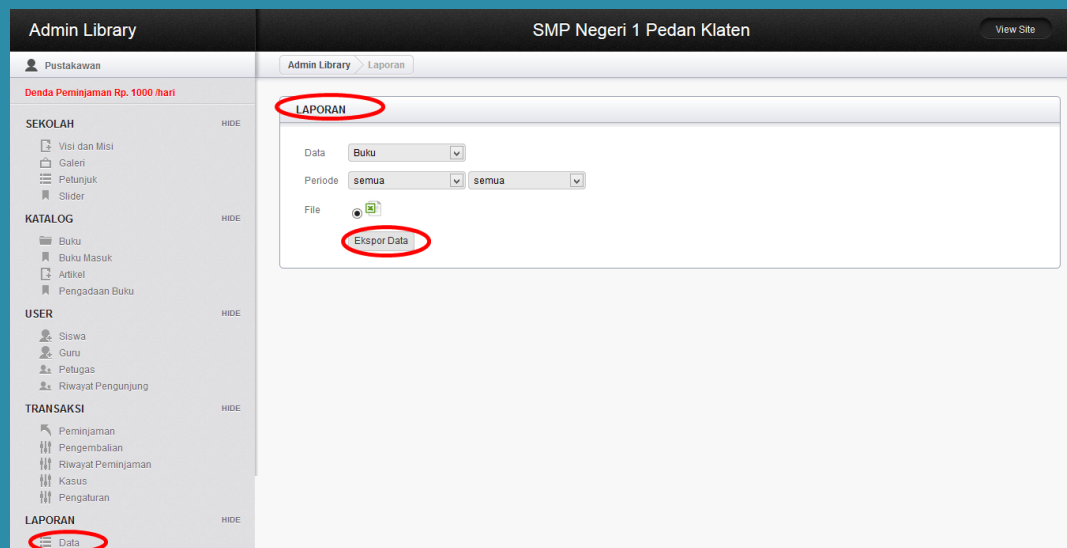 Admin Library
SMP Negeri 1 Pedan Klaten
View Site
Pustakawan
Admin Library
Laporan
Denda Peminjaman Rp. 1000 /hari
SEKOLAH HIDE
Visi dan Misi
Galeri
Petunjuk
Slider
KATALOG HIDE
Buku
Buku Masuk
Artikel
Pengadaan Buku
USER HIDE
Siswa
Guru
Petugas
Riwayat Pengunjung
TRANSAKSI HIDE
Peminjaman
Pengembalian
Riwayat Peminjaman
Kasus
Pengaturan
LAPORAN HIDE
Data
LAPORAN
Data Buku
Periode semua semua
File
Ekspor Data